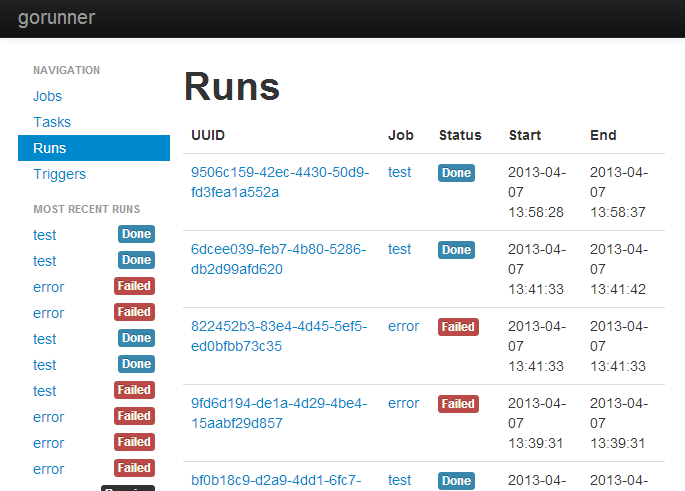 gorunner
NAVIGATION
Jobs
Tasks
Runs
Triggers
MOST RECENT RUNS
test Done
test Done
error Failed
error Failed
test Done
test Done
test Failed
error Failed
error Failed
error Failed
Runs
UUID Job Status Start End
9506c159-42ec-4430-50d9- test Done 2013-04- 2013-04-
fd3fea1a552a 07 07
13:58:28 13:58:37
6dcee039-feb7-4b80-5286- test Done 2013-04- 2013-04-
db2d99afd620 07 07
13:41:33 13:41:42
822452b3-83e4-4d45-5ef5- error Failed 2013-04- 2013-04-
ed0bfbb73c35 07 07
13:41:33 13:41:33
9fd6d194-de1a-4d29-4be4- error Failed 2013-04- 2013-04-
15aabf29d857 07 07
13:39:31 13:39:31
bf0b18c9-d2a9-4dd1-6fc7- test Done 2013-04- 2013-04-